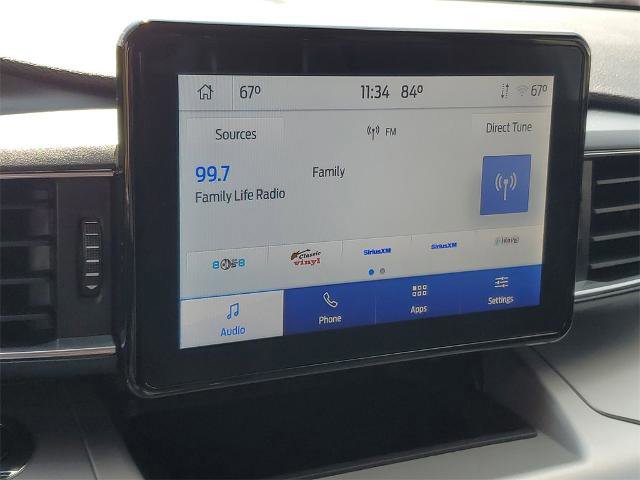 67° 11:34 84° 67°
Sources FM Direct Tune
99.7 Family
Family Life Radio
Classic vinyl SiriusXM SiriusXM
Audio Phone Apps Settings